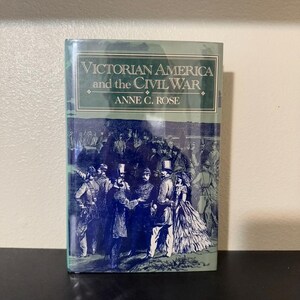 VICTORIAN AMERICA
and the CIVIL WAR
ANNE C. ROSE